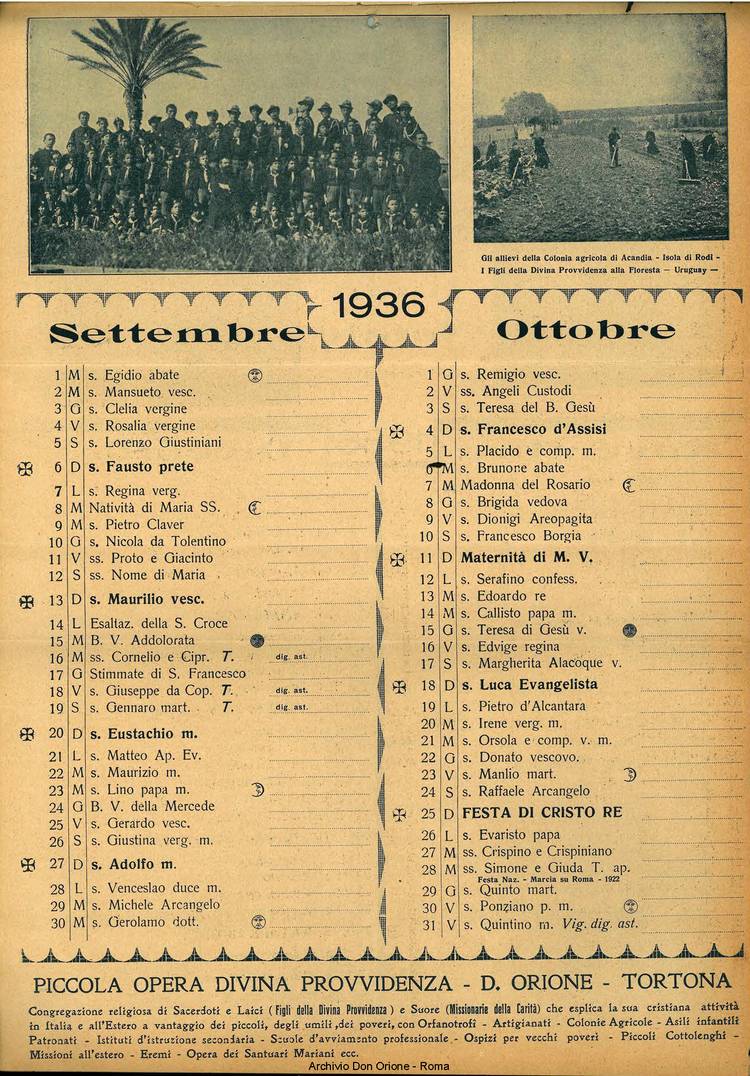 Gli allievi della Colonia agricola di Acandia - Isola di Rodi -
I Figli della Divina Provvidenza alla Floresta — Uruguay —
1936
Settembre
1 M s. Egidio abate
2 M s. Mansueto vesc.
3 G s. Clelia vergine
4 V s. Rosalia vergine
5 S s. Lorenzo Giustiniani
6 D s. Fausto prete
7 L s. Regina verg.
8 M Natività di Maria SS.
9 M s. Pietro Claver
10 G s. Nicola da Tolentino
11 V ss. Proto e Giacinto
12 S ss. Nome di Maria
13 D s. Maurilio vesc.
14 L Esaltaz. della S. Croce
15 M B. V. Addolorata
16 M ss. Cornelio e Cipr. T. dig. ast.
17 G Stimmate di S. Francesco
18 V s. Giuseppe da Cop. T. dig. ast.
19 S s. Gennaro mart. T. dig. ast.
20 D s. Eustachio m.
21 L s. Matteo Ap. Ev.
22 M s. Maurizio m.
23 M s. Lino papa m.
24 G B. V. della Mercede
25 V s. Gerardo vesc.
26 S s. Giustina verg. m.
27 D s. Adolfo m.
28 L s. Venceslao duce m.
29 M s. Michele Arcangelo
30 M s. Gerolamo dott.
Ottobre
1 G s. Remigio vesc.
2 V ss. Angeli Custodi
3 S s. Teresa del B. Gesù
4 D s. Francesco d'Assisi
5 L s. Placido e comp. m.
6 M s. Brunone abate
7 M Madonna del Rosario
8 G s. Brigida vedova
9 V s. Dionigi Areopagita
10 S s. Francesco Borgia
11 D Maternità di M. V.
12 L s. Serafino confess.
13 M s. Edoardo re
14 M s. Callisto papa m.
15 G s. Teresa di Gesù v.
16 V s. Edvige regina
17 S s. Margherita Alacoque v.
18 D s. Luca Evangelista
19 L s. Pietro d'Alcantara
20 M s. Irene verg. m.
21 M s. Orsola e comp. v. m.
22 G s. Donato vescovo.
23 V s. Manlio mart.
24 S s. Raffaele Arcangelo
25 D FESTA DI CRISTO RE
26 L s. Evaristo papa
27 M ss. Crispino e Crispiniano
28 M ss. Simone e Giuda T. ap.
Festa Naz. - Marcia su Roma - 1922
29 G s. Quinto mart.
30 V s. Ponziano p. m.
31 V s. Quintino m. Vig. dig. ast.
PICCOLA OPERA DIVINA PROVVIDENZA - D. ORIONE - TORTONA
Congregazione religiosa di Sacerdoti e Laici (Figli della Divina Provvidenza) e Suore (Missionarie della Carità) che esplica la sua cristiana attività
in Italia e all'Estero a vantaggio dei piccoli, degli umili ,dei poveri, con Orfanotrofi - Artigianati - Colonie Agricole - Asili infantili
Patronati - Istituti d'istruzione secondaria - Scuole d'avviamento professionale - Ospizi per vecchi poveri - Piccoli Cottolenghi -
Missioni all'estero - Eremi - Opera dei Santuari Mariani ecc.
Archivio Don Orione - Roma